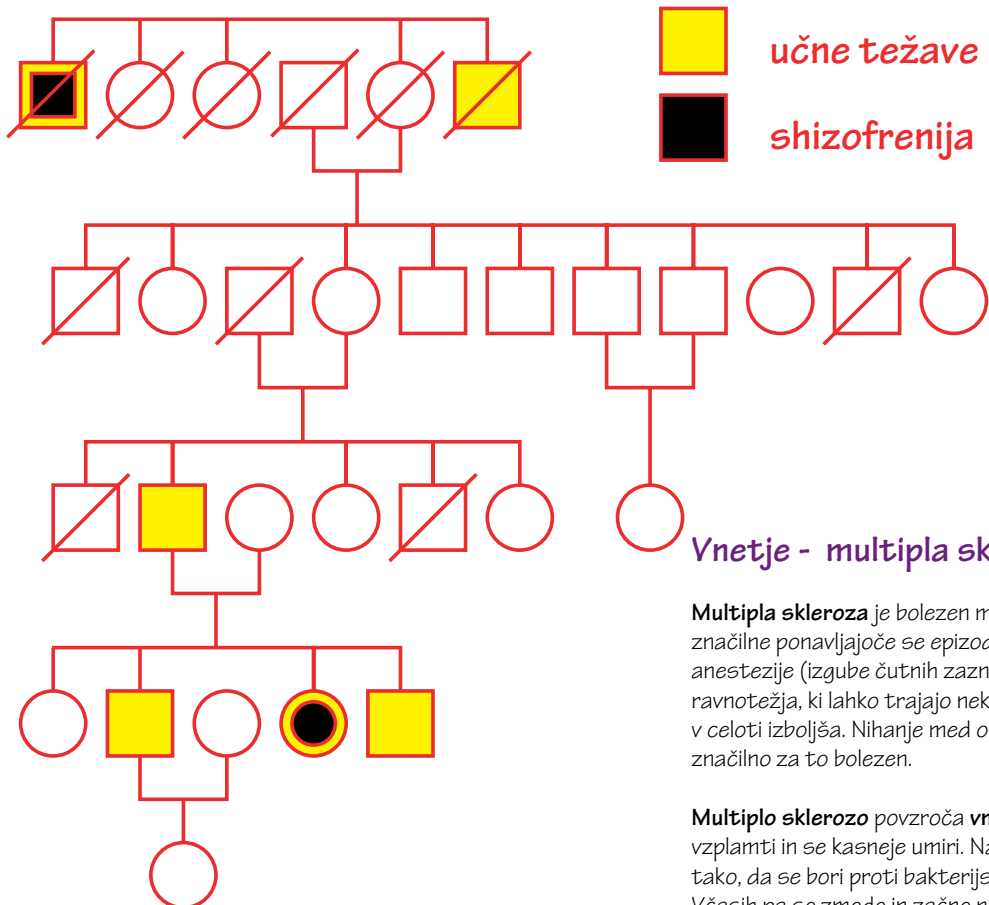 učne težave
shizofrenija
Vnetje - multipla sk
Multipla skleroza je bolezen m
značilne ponavljajoče se epizod
anestezije (izgube čutnih zazn
ravnotežja, ki lahko trajajo nek
v celoti izboljša. Nihanje med o
značilno za to bolezen.
Multiplo sklerozo povzroča vn
vzplamti in se kasneje umiri. Na
tako, da se bori proti bakterijs